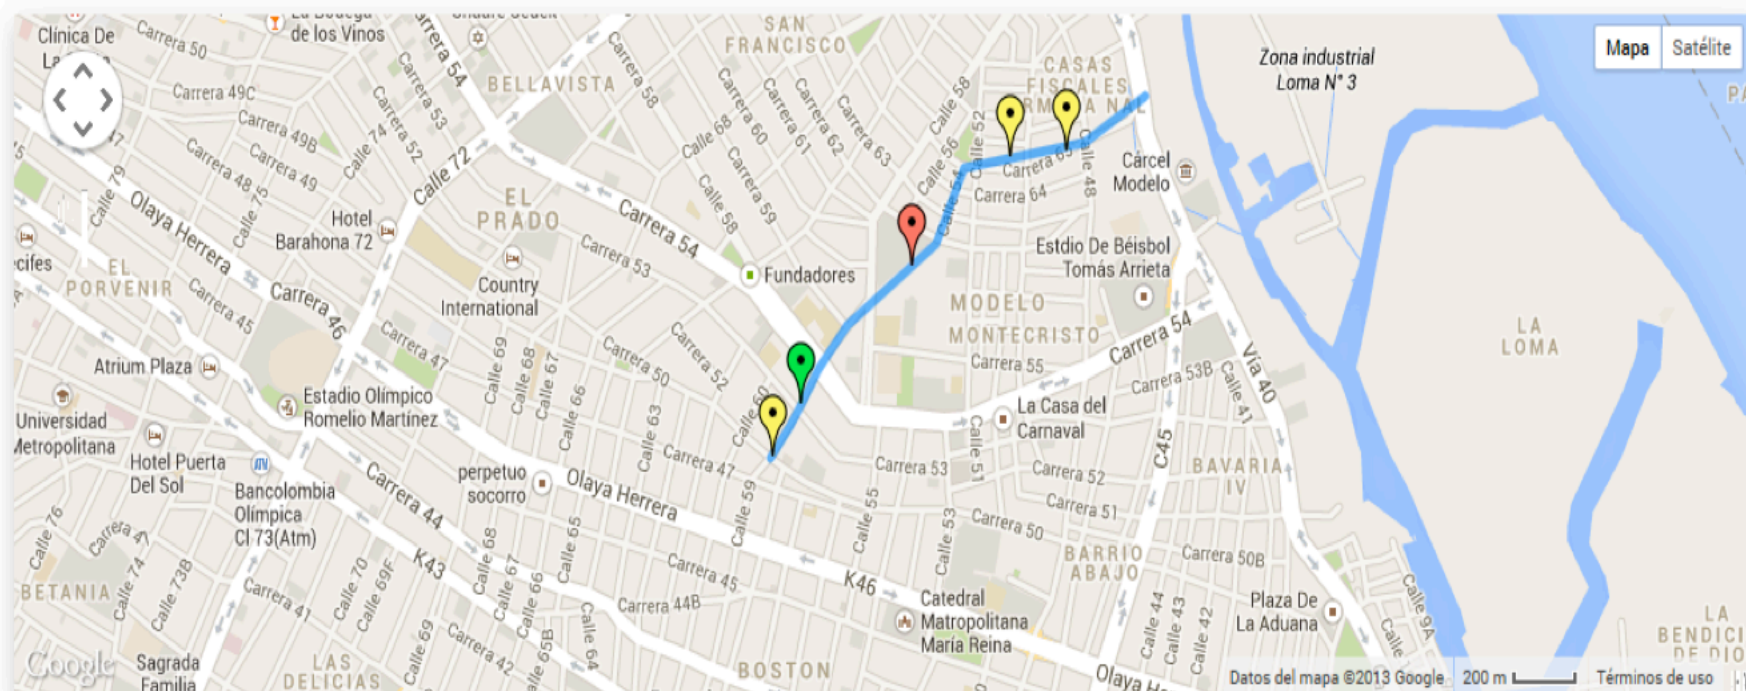 Clínica De
La
Carrera 50
La Bodega
de los Vinos
Carrera 54
SAN
FRANCISCO
BELLAVISTA
Carrera 58
CASAS
FISCALES
ARMADA NAL
Zona industrial
Loma N° 3
Mapa
Satélite
Carrera 49C
Carrera 53
Carrera 52
Calle 74
Carrera 49B
Carrera 49
Carrera 48
Calle 75
Calle 79
47
Calle 72
Calle 68
Carrera 60
Carrera 61
Carrera 62
Carrera 63
Carrera 59
Calle 58
Calle 58
Calle 56
Calle 52
Calle 54
Carrera 65
Calle 48
Carrera 64
Cárcel
Modelo
Olaya Herrera
Hotel
Barahona 72
EL
PRADO
Carrera 54
Carrera 53
Country
International
Fundadores
Estdio De Béisbol
Tomás Arrieta
ecifes
EL
PORVENIR
Carrera 45
Carrera 46
Carrera 47
MODELO
MONTECRISTO
Carrera 54
Carrera 55
Carrera 53B
Calle 41
Vía 40
LA
LOMA
Atrium Plaza
Estadio Olímpico
Romelio Martínez
Calle 69
Calle 68
Calle 67
Calle 66
Carrera 50
Carrera 52
Calle 60
Calle 63
Universidad
Metropolitana
Hotel Puerta
Del Sol
Bancolombia
Olímpica
Cl 73(Atm)
perpetuo
socorro
Olaya Herrera
Carrera 47
Calle 59
Carrera 53
Calle 55
Calle 51
La Casa del
Carnaval
C45
Carrera 52
Carrera 51
Carrera 50
Calle 53
BAVARIA
IV
BARRIO
ABAJO
Carrera 50B
Carrera 44
K43
Calle 76
Calle 74
Calle 73B
Calle 70
Calle 69F
Carrera 41
BETANIA
Calle 68
Calle 67
Calle 66
Calle 65
Calle 65B
Calle 64
Calle 69
Carrera 42
Carrera 45
Carrera 44B
K46
Catedral
Matropolitana
María Reina
Calle 44
Calle 43
Calle 42
Plaza De
La Aduana
Calle 9A
LA
BENDICI
DE DIO
Google
Sagrada
Familia
LAS
DELICIAS
BOSTON
Olaya He
Datos del mapa ©2013 Google
200 m
Términos de uso